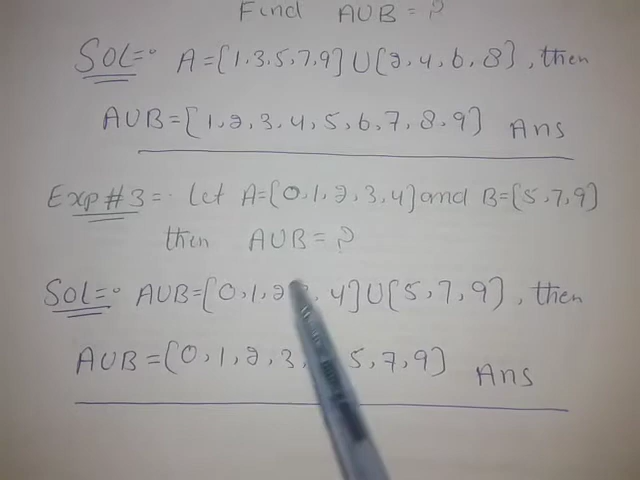 Find AUB = ?
SOL=• A=[1,3,5,7,9]U[2,4,6,8], then
AUB=[1,2,3,4,5,6,7,8,9] Ans
Exp#3=• Let A=[0,1,2,3,4] and B=[5,7,9]
then AUB=?
SOL=• AUB=[0,1,2 , 4]U[5,7,9], then
AUB=[0,1,2,3, 5,7,9] Ans